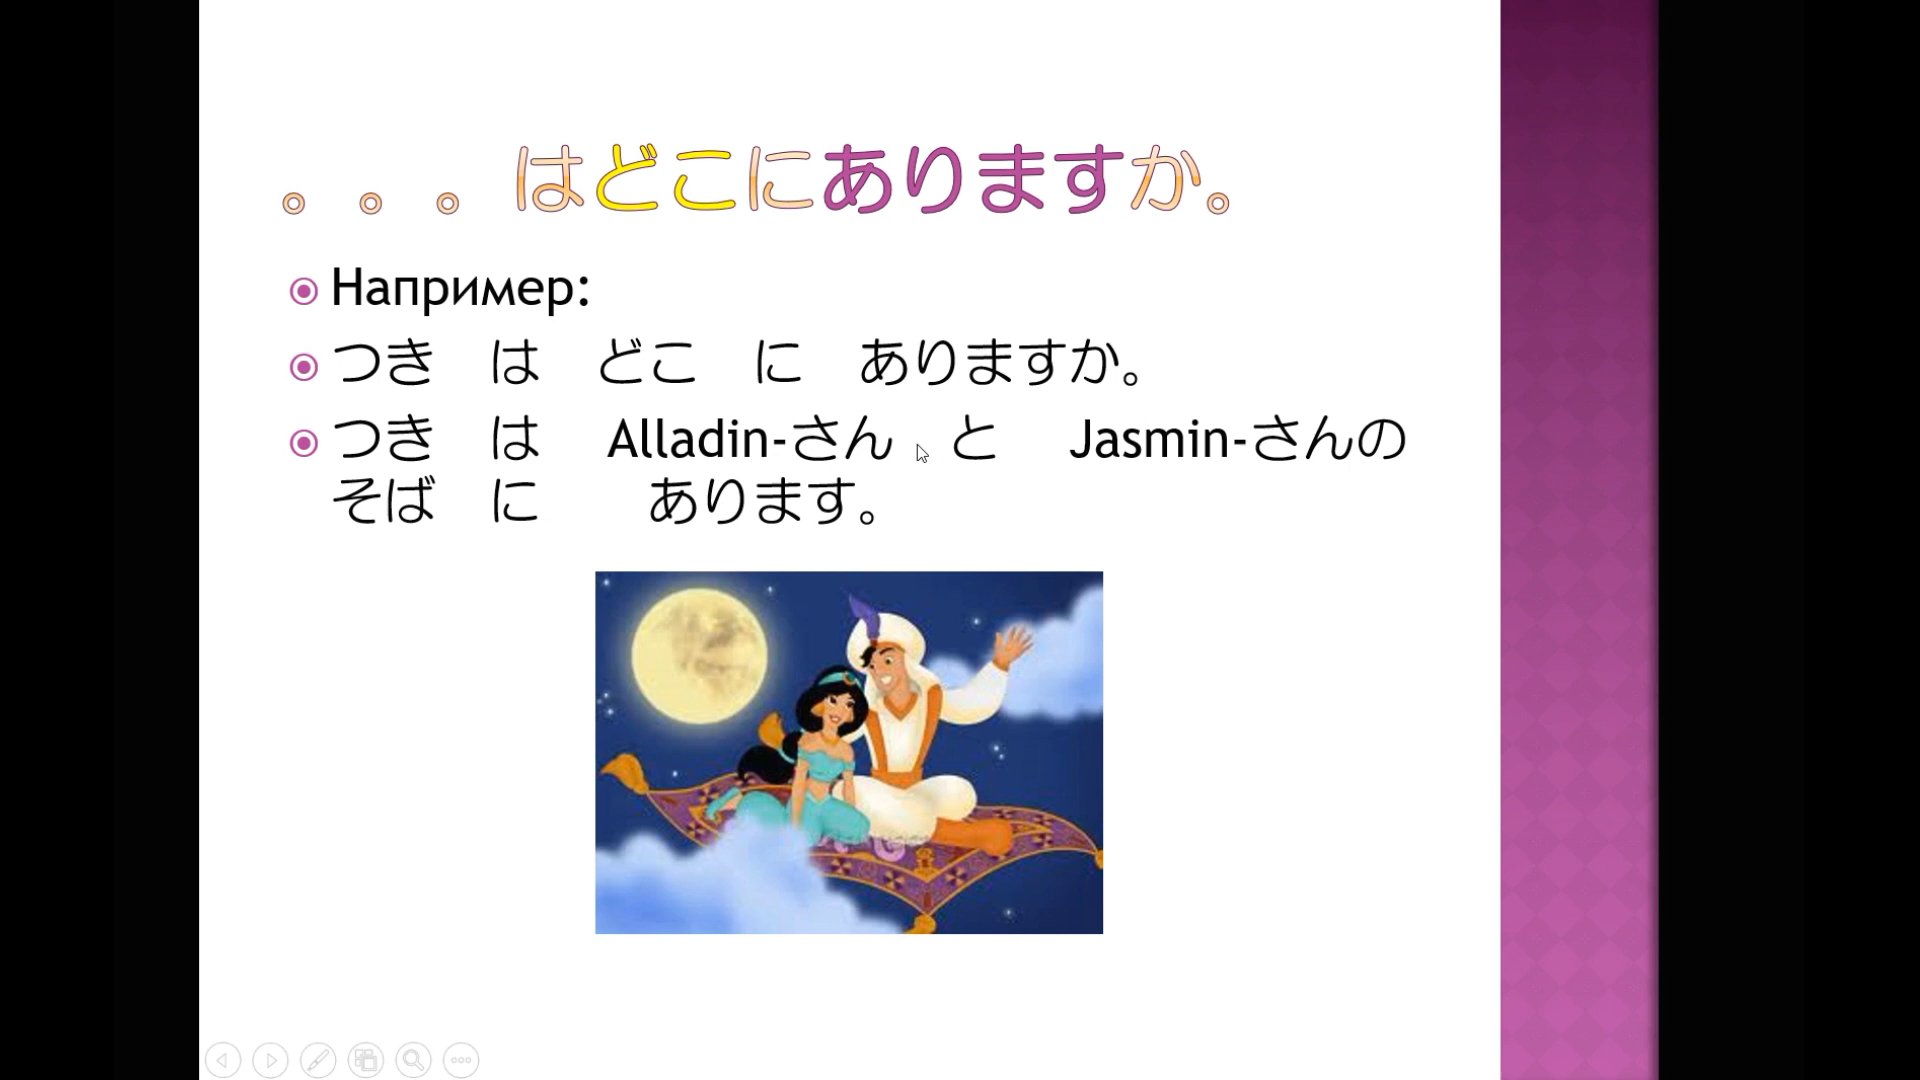 。。。はどこにありますか。
Например:
つき　は　どこ　に　ありますか。
つき　は　Alladin-さん　と　Jasmin-さんの
そば　に　　あります。